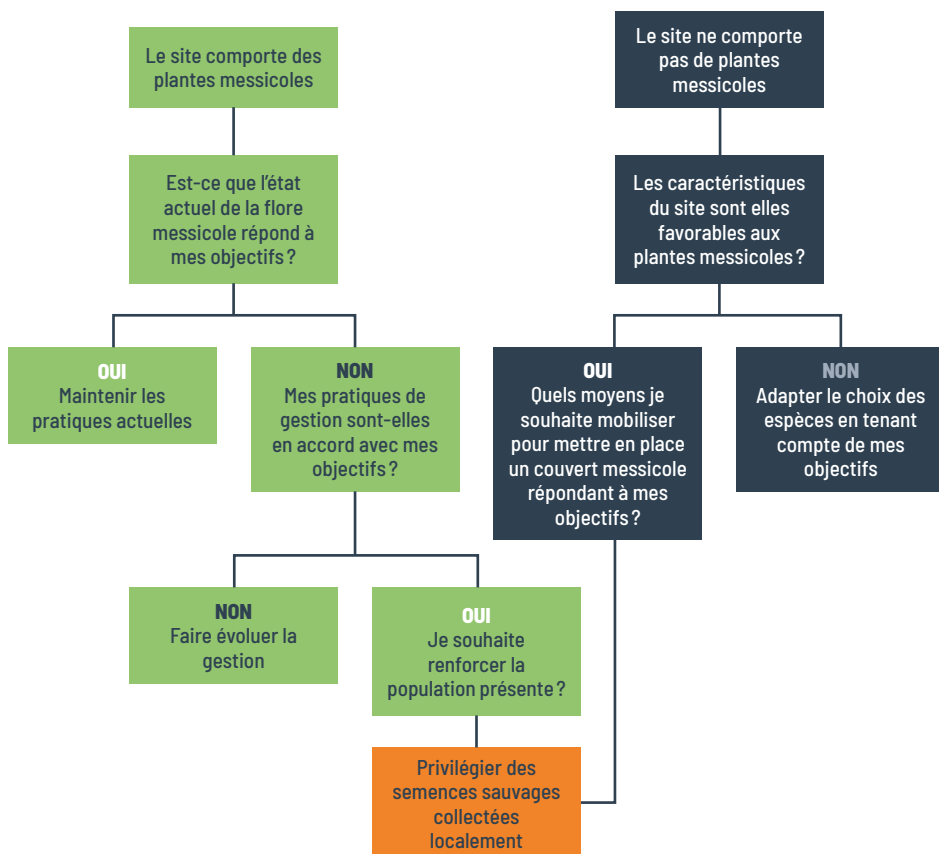 Le site comporte des
plantes messicoles
Le site ne comporte
pas de plantes
messicoles
Est-ce que l'état
actuel de la flore
messicole répond à
mes objectifs ?
Les caractéristiques
du site sont elles
favorables aux
plantes messicoles ?
OUI
Maintenir les
pratiques actuelles
NON
Mes pratiques de
gestion sont-elles
en accord avec mes
objectifs ?
OUI
Quels moyens je
souhaite mobiliser
pour mettre en place
un couvert messicole
répondant à mes
objectifs ?
NON
Adapter le choix des
espèces en tenant
compte de mes
objectifs
NON
Faire évoluer la
gestion
OUI
Je souhaite
renforcer la
population présente ?
Privilégier des
semences sauvages
collectées
localement